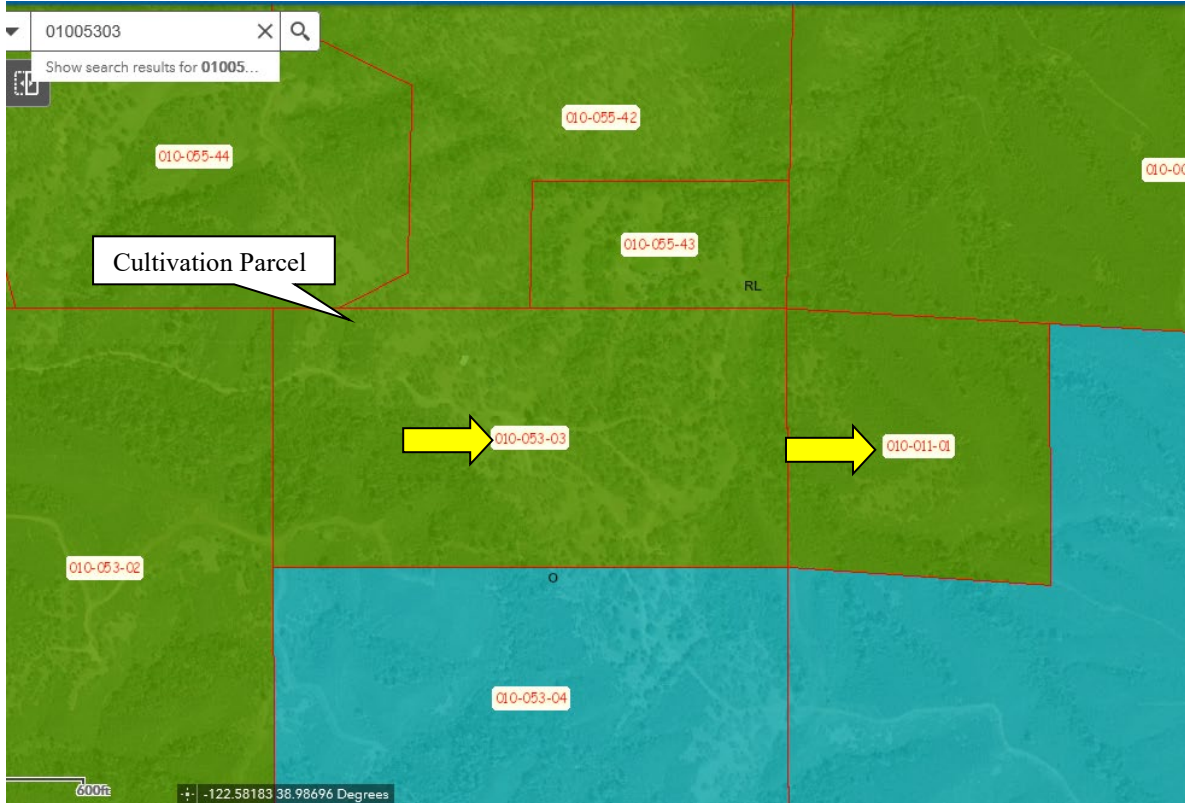 01005303
Show search results for 01005...
010-055-42
010-055-44
010-00
010-055-43
Cultivation Parcel
RL
010-053-03
010-011-01
010-053-02
O
010-053-04
600ft
-122.58183 38.98696 Degrees